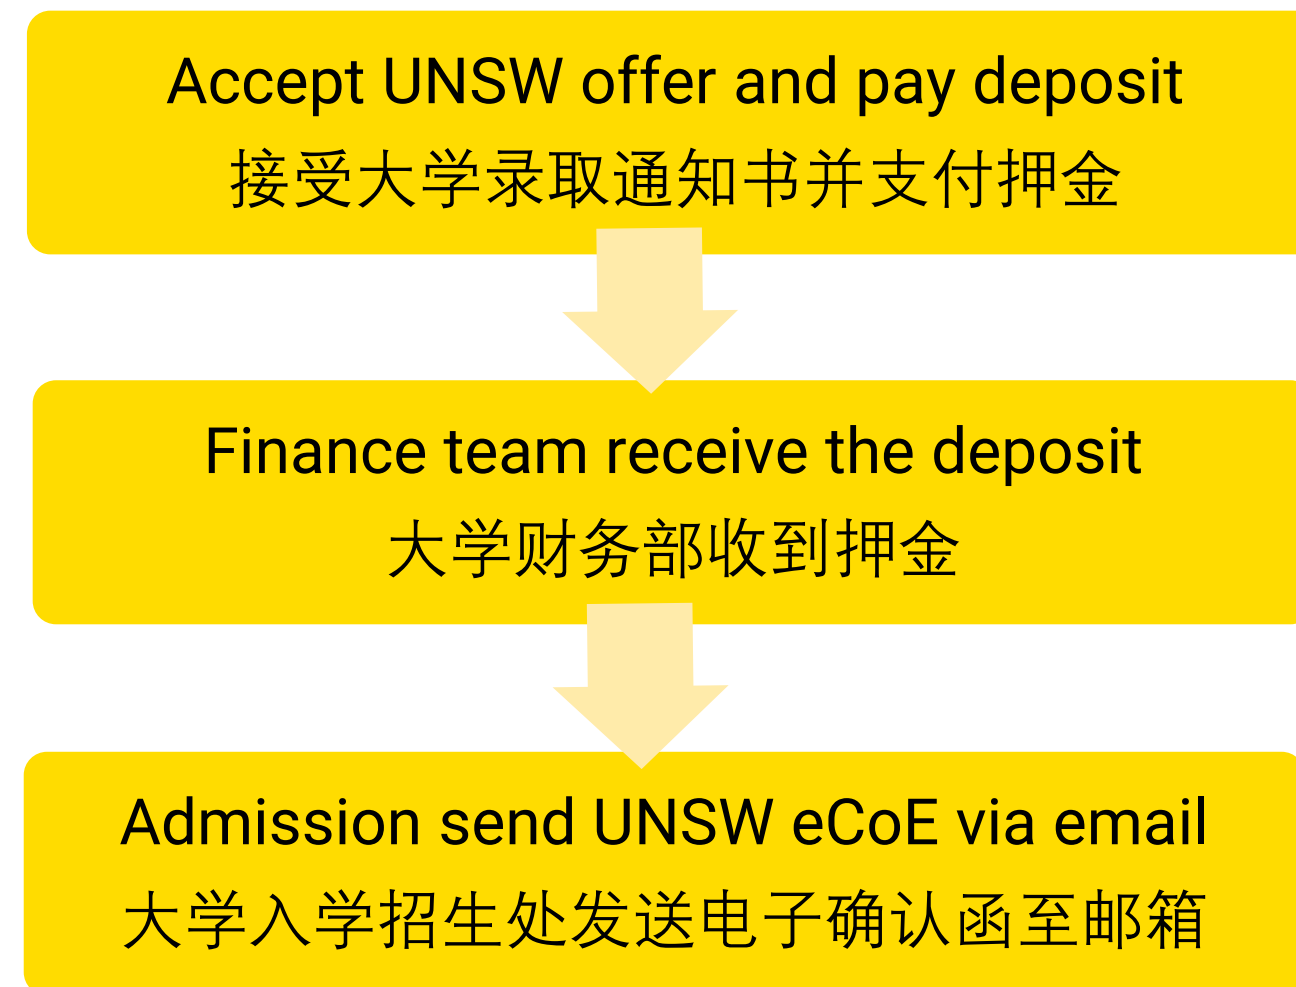 Accept UNSW offer and pay deposit
接受大学录取通知书并支付押金
Finance team receive the deposit
大学财务部收到押金
Admission send UNSW eCoE via email
大学入学招生处发送电子确认函至邮箱